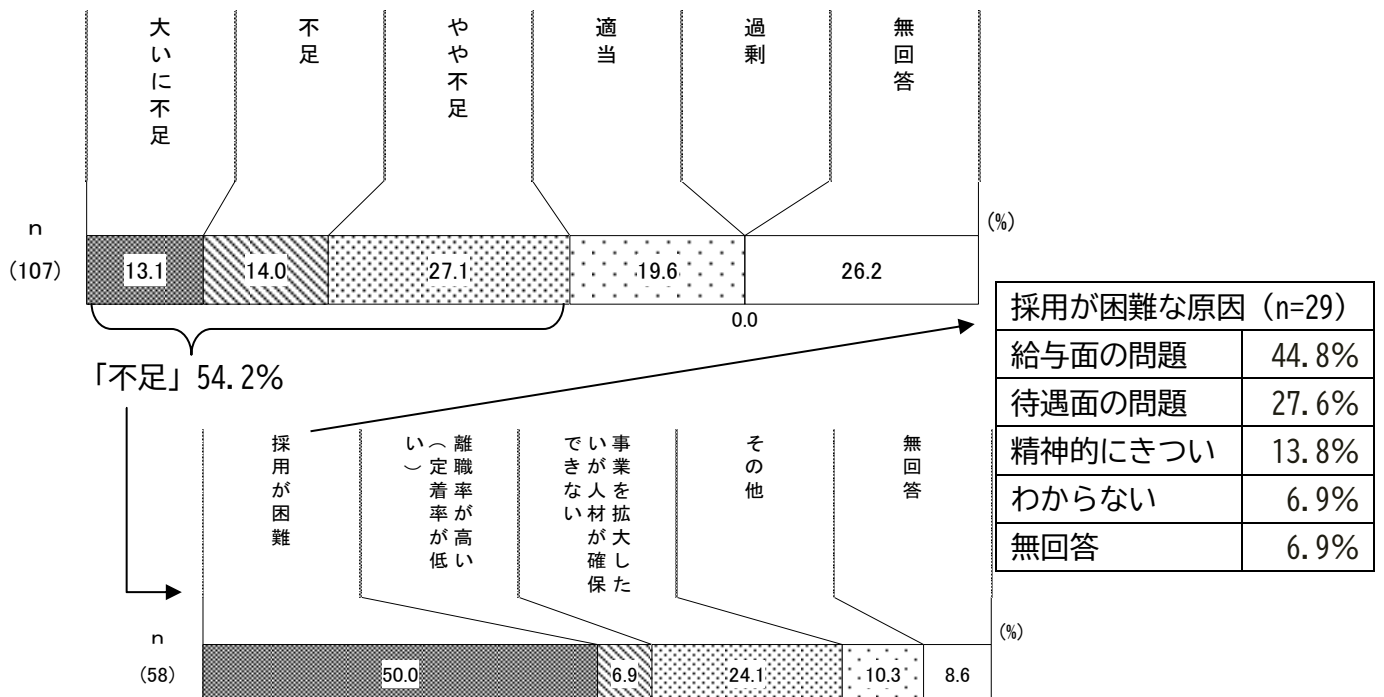 大いに不足
不足
やや不足
適当
過剰
無回答
(%)
n
(107)
13.1
14.0
27.1
19.6
26.2
0.0
「不足」54.2%
採用が困難
離職率が高い
（定着率が低
い）
事業を拡大した
いが人材が確保
できない
その他
無回答
(%)
n
(58)
50.0
6.9
24.1
10.3
8.6
採用が困難な原因（n=29）
給与面の問題 44.8%
待遇面の問題 27.6%
精神的にきつい 13.8%
わからない 6.9%
無回答 6.9%